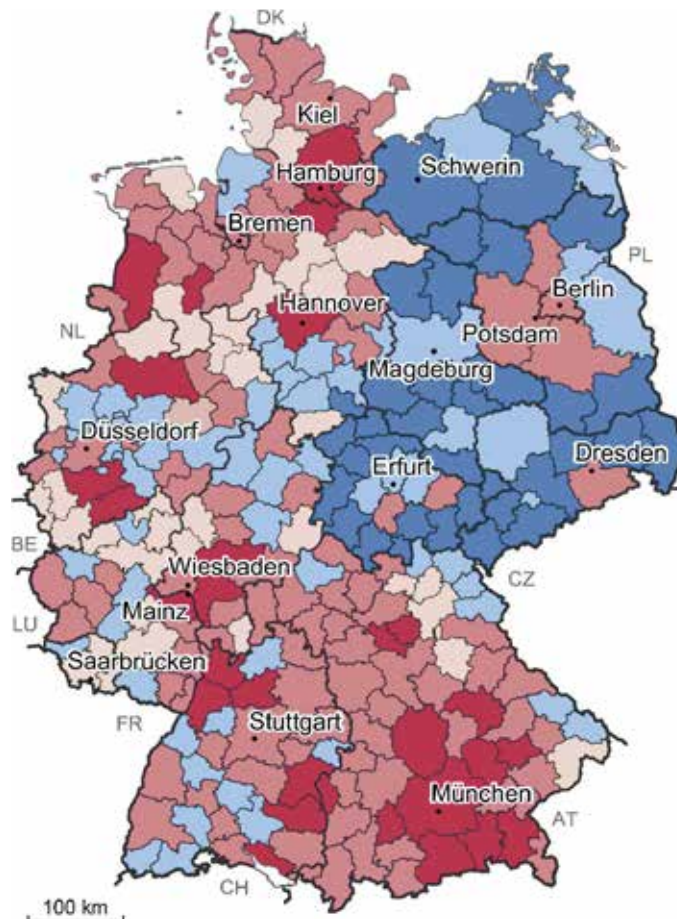 DK
Kiel
Schwerin
Hamburg
Bremen
PL
Berlin
NL
Hannover
Potsdam
Magdeburg
Düsseldorf
Dresden
Erfurt
BE
Wiesbaden
CZ
LU
Mainz
Saarbrücken
FR
Stuttgart
München
AT
CH
100 km